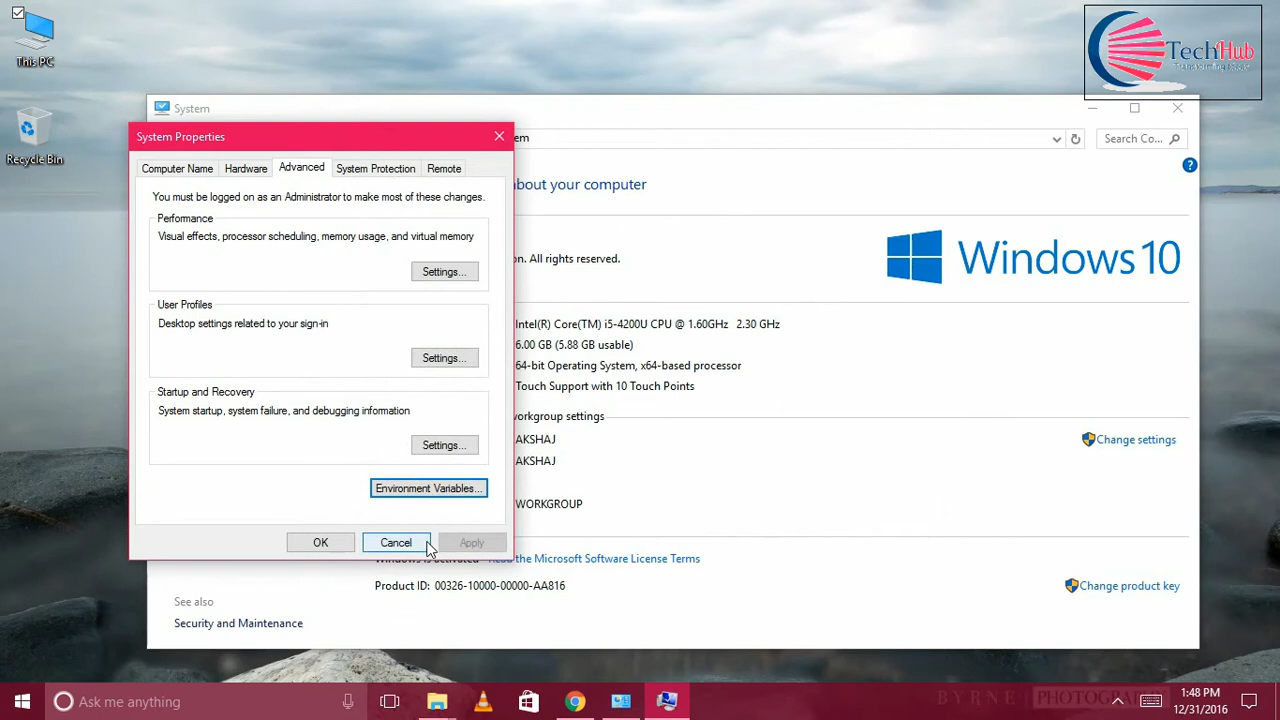 This PC
Recycle Bin
TechHub
System
System Properties
em
Search Co...
Computer Name
Hardware
Advanced
System Protection
Remote
about your computer
You must be logged on as an Administrator to make most of these changes.
Performance
Visual effects, processor scheduling, memory usage, and virtual memory
Settings...
on. All rights reserved.
Windows 10
User Profiles
Desktop settings related to your sign-in
Settings...
Intel(R) Core(TM) i5-4200U CPU @ 1.60GHz 2.30 GHz
6.00 GB (5.88 GB usable)
64-bit Operating System, x64-based processor
Touch Support with 10 Touch Points
Startup and Recovery
System startup, system failure, and debugging information
Settings...
workgroup settings
AKSHAJ
Change settings
AKSHAJ
WORKGROUP
Environment Variables...
OK
Cancel
Apply
Windows is activated
Read the Microsoft Software License Terms
Product ID: 00326-10000-00000-AA816
Change product key
See also
Security and Maintenance
Ask me anything
BYRNE PHOTOGRAPH
1:48 PM
12/31/2016